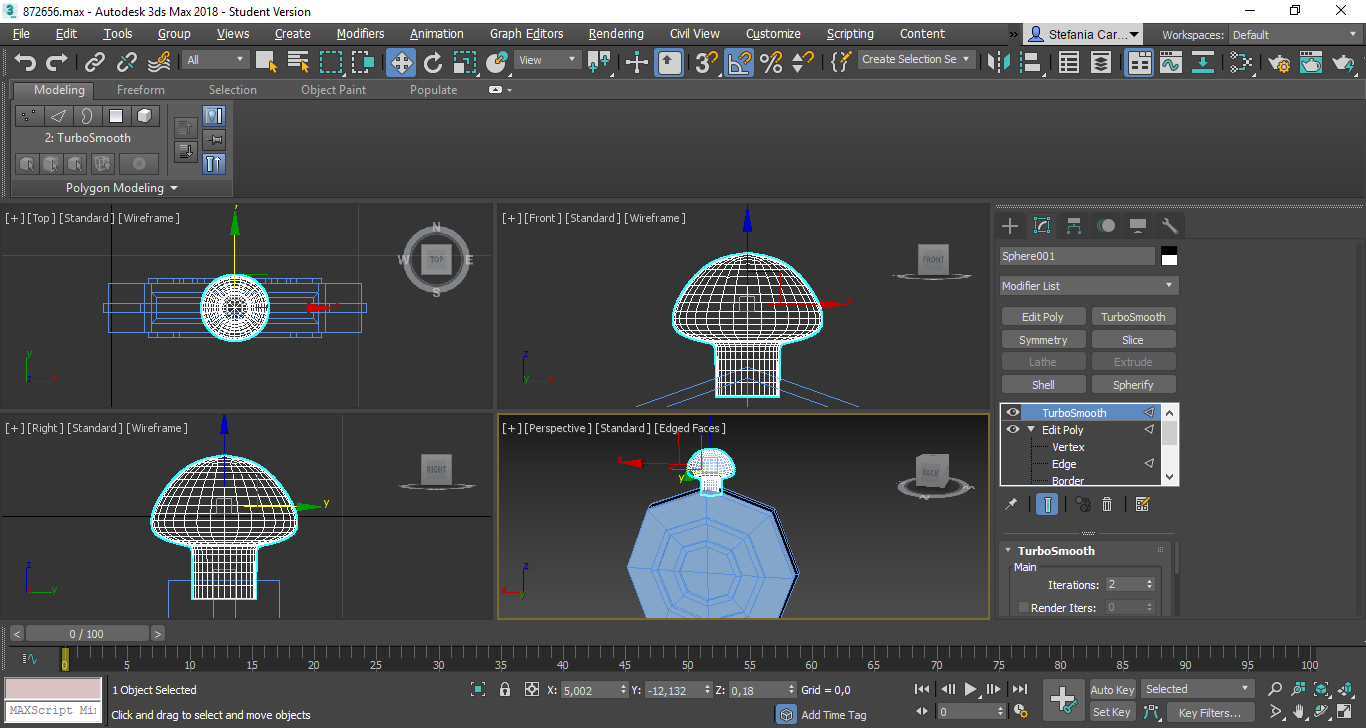 872656.max - Autodesk 3ds Max 2018 - Student Version
File Edit Tools Group Views Create Modifiers Animation Graph Editors Rendering Civil View Customize Scripting Content » Stefania Car... Workspaces: Default
All View 3 Create Selection Se
Modeling Freeform Selection Object Paint Populate
2: TurboSmooth
Polygon Modeling
[+] [Top] [Standard] [Wireframe]
N
W TOP E
S
y
z x
[+] [Front] [Standard] [Wireframe]
FRONT
z
y x
[+] [Right] [Standard] [Wireframe]
RIGHT
y
z
x y
[+] [Perspective] [Standard] [Edged Faces]
x
y
BACK
z
x
Sphere001
Modifier List
Edit Poly TurboSmooth
Symmetry Slice
Lathe Extrude
Shell Spherify
TurboSmooth
Edit Poly
Vertex
Edge
Border
TurboSmooth
Main
Iterations: 2
Render Iters: 0
< 0 / 100 >
0 5 10 15 20 25 30 35 40 45 50 55 60 65 70 75 80 85 90 95 100
1 Object Selected X: 5,002 Y: -12,132 Z: 0,18 Grid = 0,0 Auto Key Selected
MAXScript Mi Click and drag to select and move objects Add Time Tag 0 Set Key Key Filters...